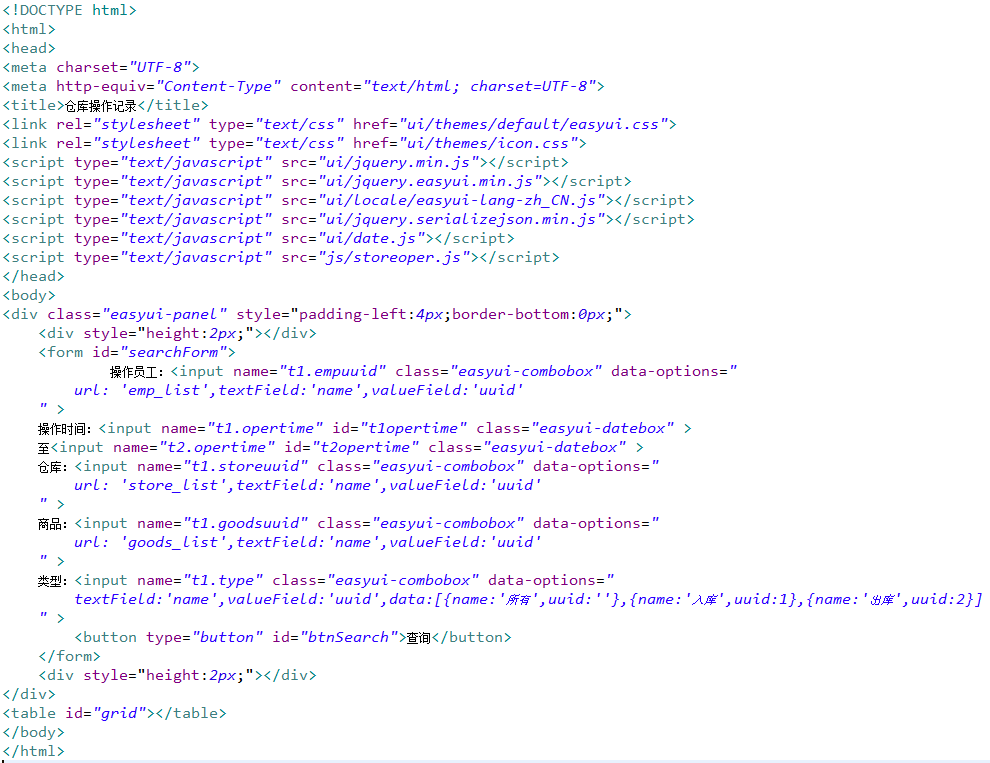 <!DOCTYPE html>
<html>
<head>
<meta charset="UTF-8">
<meta http-equiv="Content-Type" content="text/html; charset=UTF-8">
<title>仓库操作记录</title>
<link rel="stylesheet" type="text/css" href="ui/themes/default/easyui.css">
<link rel="stylesheet" type="text/css" href="ui/themes/icon.css">
<script type="text/javascript" src="ui/jquery.min.js"></script>
<script type="text/javascript" src="ui/jquery.easyui.min.js"></script>
<script type="text/javascript" src="ui/locale/easyui-lang-zh_CN.js"></script>
<script type="text/javascript" src="ui/jquery.serializejson.min.js"></script>
<script type="text/javascript" src="ui/date.js"></script>
<script type="text/javascript" src="js/storeoper.js"></script>
</head>
<body>
<div class="easyui-panel" style="padding-left:4px;border-bottom:0px;">
    <div style="height:2px;"></div>
    <form id="searchForm">
            操作员工：<input name="t1.empuuid" class="easyui-combobox" data-options="
        url: 'emp_list',textField:'name',valueField:'uuid'
    " >
    操作时间：<input name="t1.opertime" id="t1opertime" class="easyui-datebox" >
    至<input name="t2.opertime" id="t2opertime" class="easyui-datebox" >
    仓库：<input name="t1.storeuuid" class="easyui-combobox" data-options="
        url: 'store_list',textField:'name',valueField:'uuid'
    " >
    商品：<input name="t1.goodsuuid" class="easyui-combobox" data-options="
        url: 'goods_list',textField:'name',valueField:'uuid'
    " >
    类型：<input name="t1.type" class="easyui-combobox" data-options="
        textField:'name',valueField:'uuid',data:[{name:'所有',uuid:''},{name:'入库',uuid:1},{name:'出库',uuid:2}]
    " >
        <button type="button" id="btnSearch">查询</button>
    </form>
    <div style="height:2px;"></div>
</div>
<table id="grid"></table>
</body>
</html>